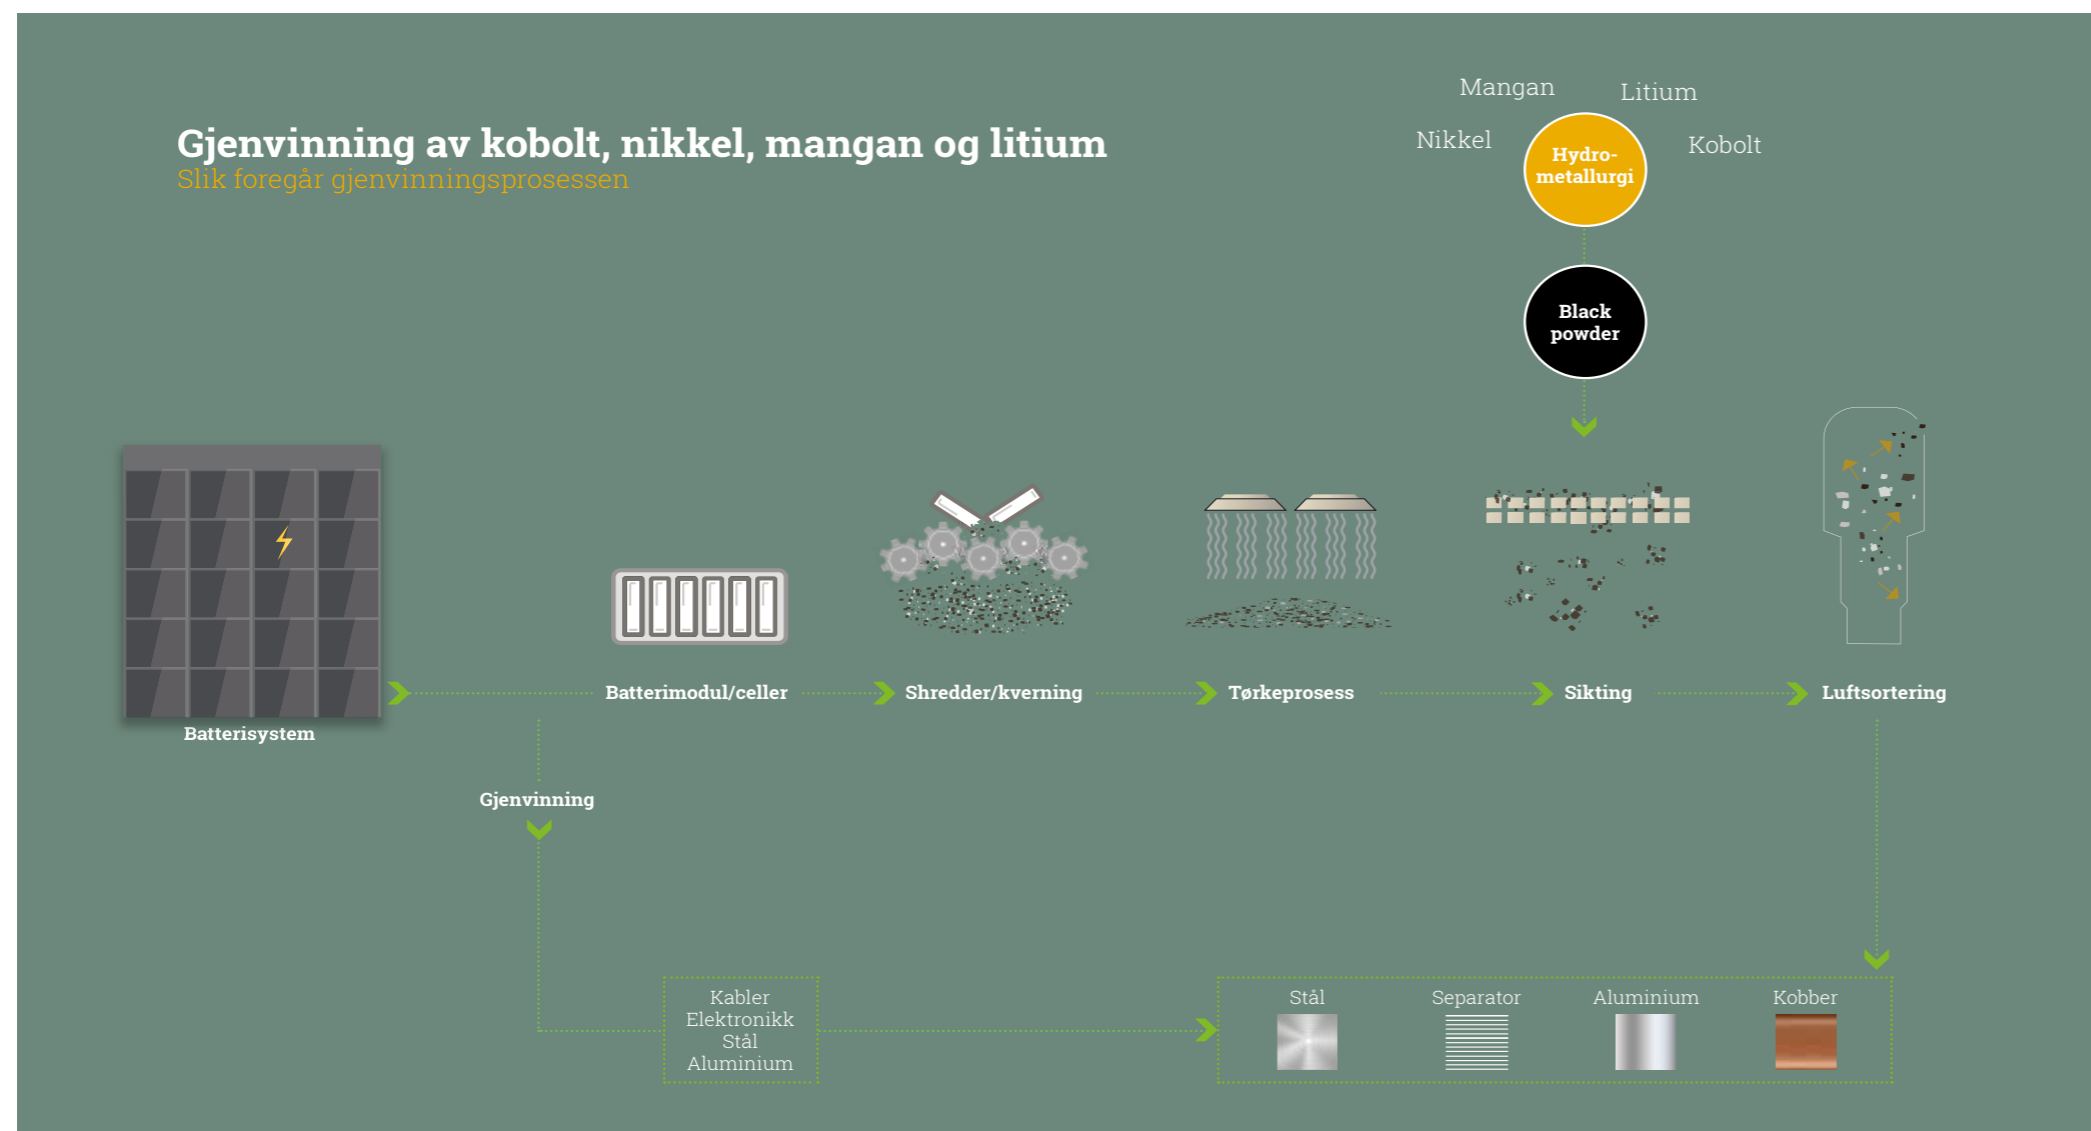 Gjenvinning av kobolt, nikkel, mangan og litium
Slik foregår gjenvinningsprosessen
Mangan
Litium
Nikkel
Kobolt
Hydro-
metallurgi
Black
powder
Batterisystem
Batterimodul/celler
Shredder/kverning
Tørkeprosess
Sikting
Luftsortering
Gjenvinning
Kabler
Elektronikk
Stål
Aluminium
Stål
Separator
Aluminium
Kobber